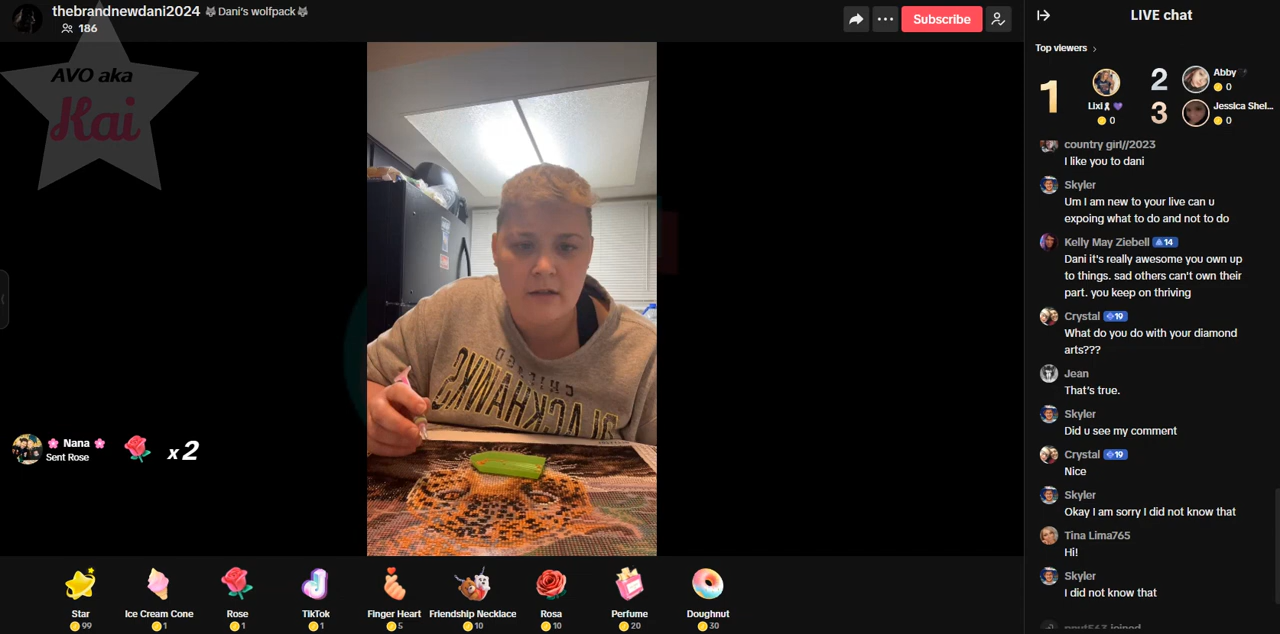 thebrandnewdani2024 🐺Dani's wolfpack🐺
186
Subscribe
LIVE chat
AVO aka
Kai
Top viewers
1
Lixi
0
2
Abby
0
3
Jessica Shel...
0
country girl//2023
I like you to dani
Skyler
Um I am new to your live can u
expoing what to do and not to do
Kelly May Ziebell 14
Dani it's really awesome you own up
to things. sad others can't own their
part. you keep on thriving
Crystal 19
What do you do with your diamond
arts???
Jean
That's true.
Skyler
Did u see my comment
Crystal 19
Nice
Skyler
Okay I am sorry I did not know that
Tina Lima765
Hi!
Skyler
I did not know that
joined
CHICAGO
BLACKHAWKS
🌸 Nana 🌸
Sent Rose
x2
Star
99
Ice Cream Cone
1
Rose
1
TikTok
1
Finger Heart
5
Friendship Necklace
10
Rosa
10
Perfume
20
Doughnut
30